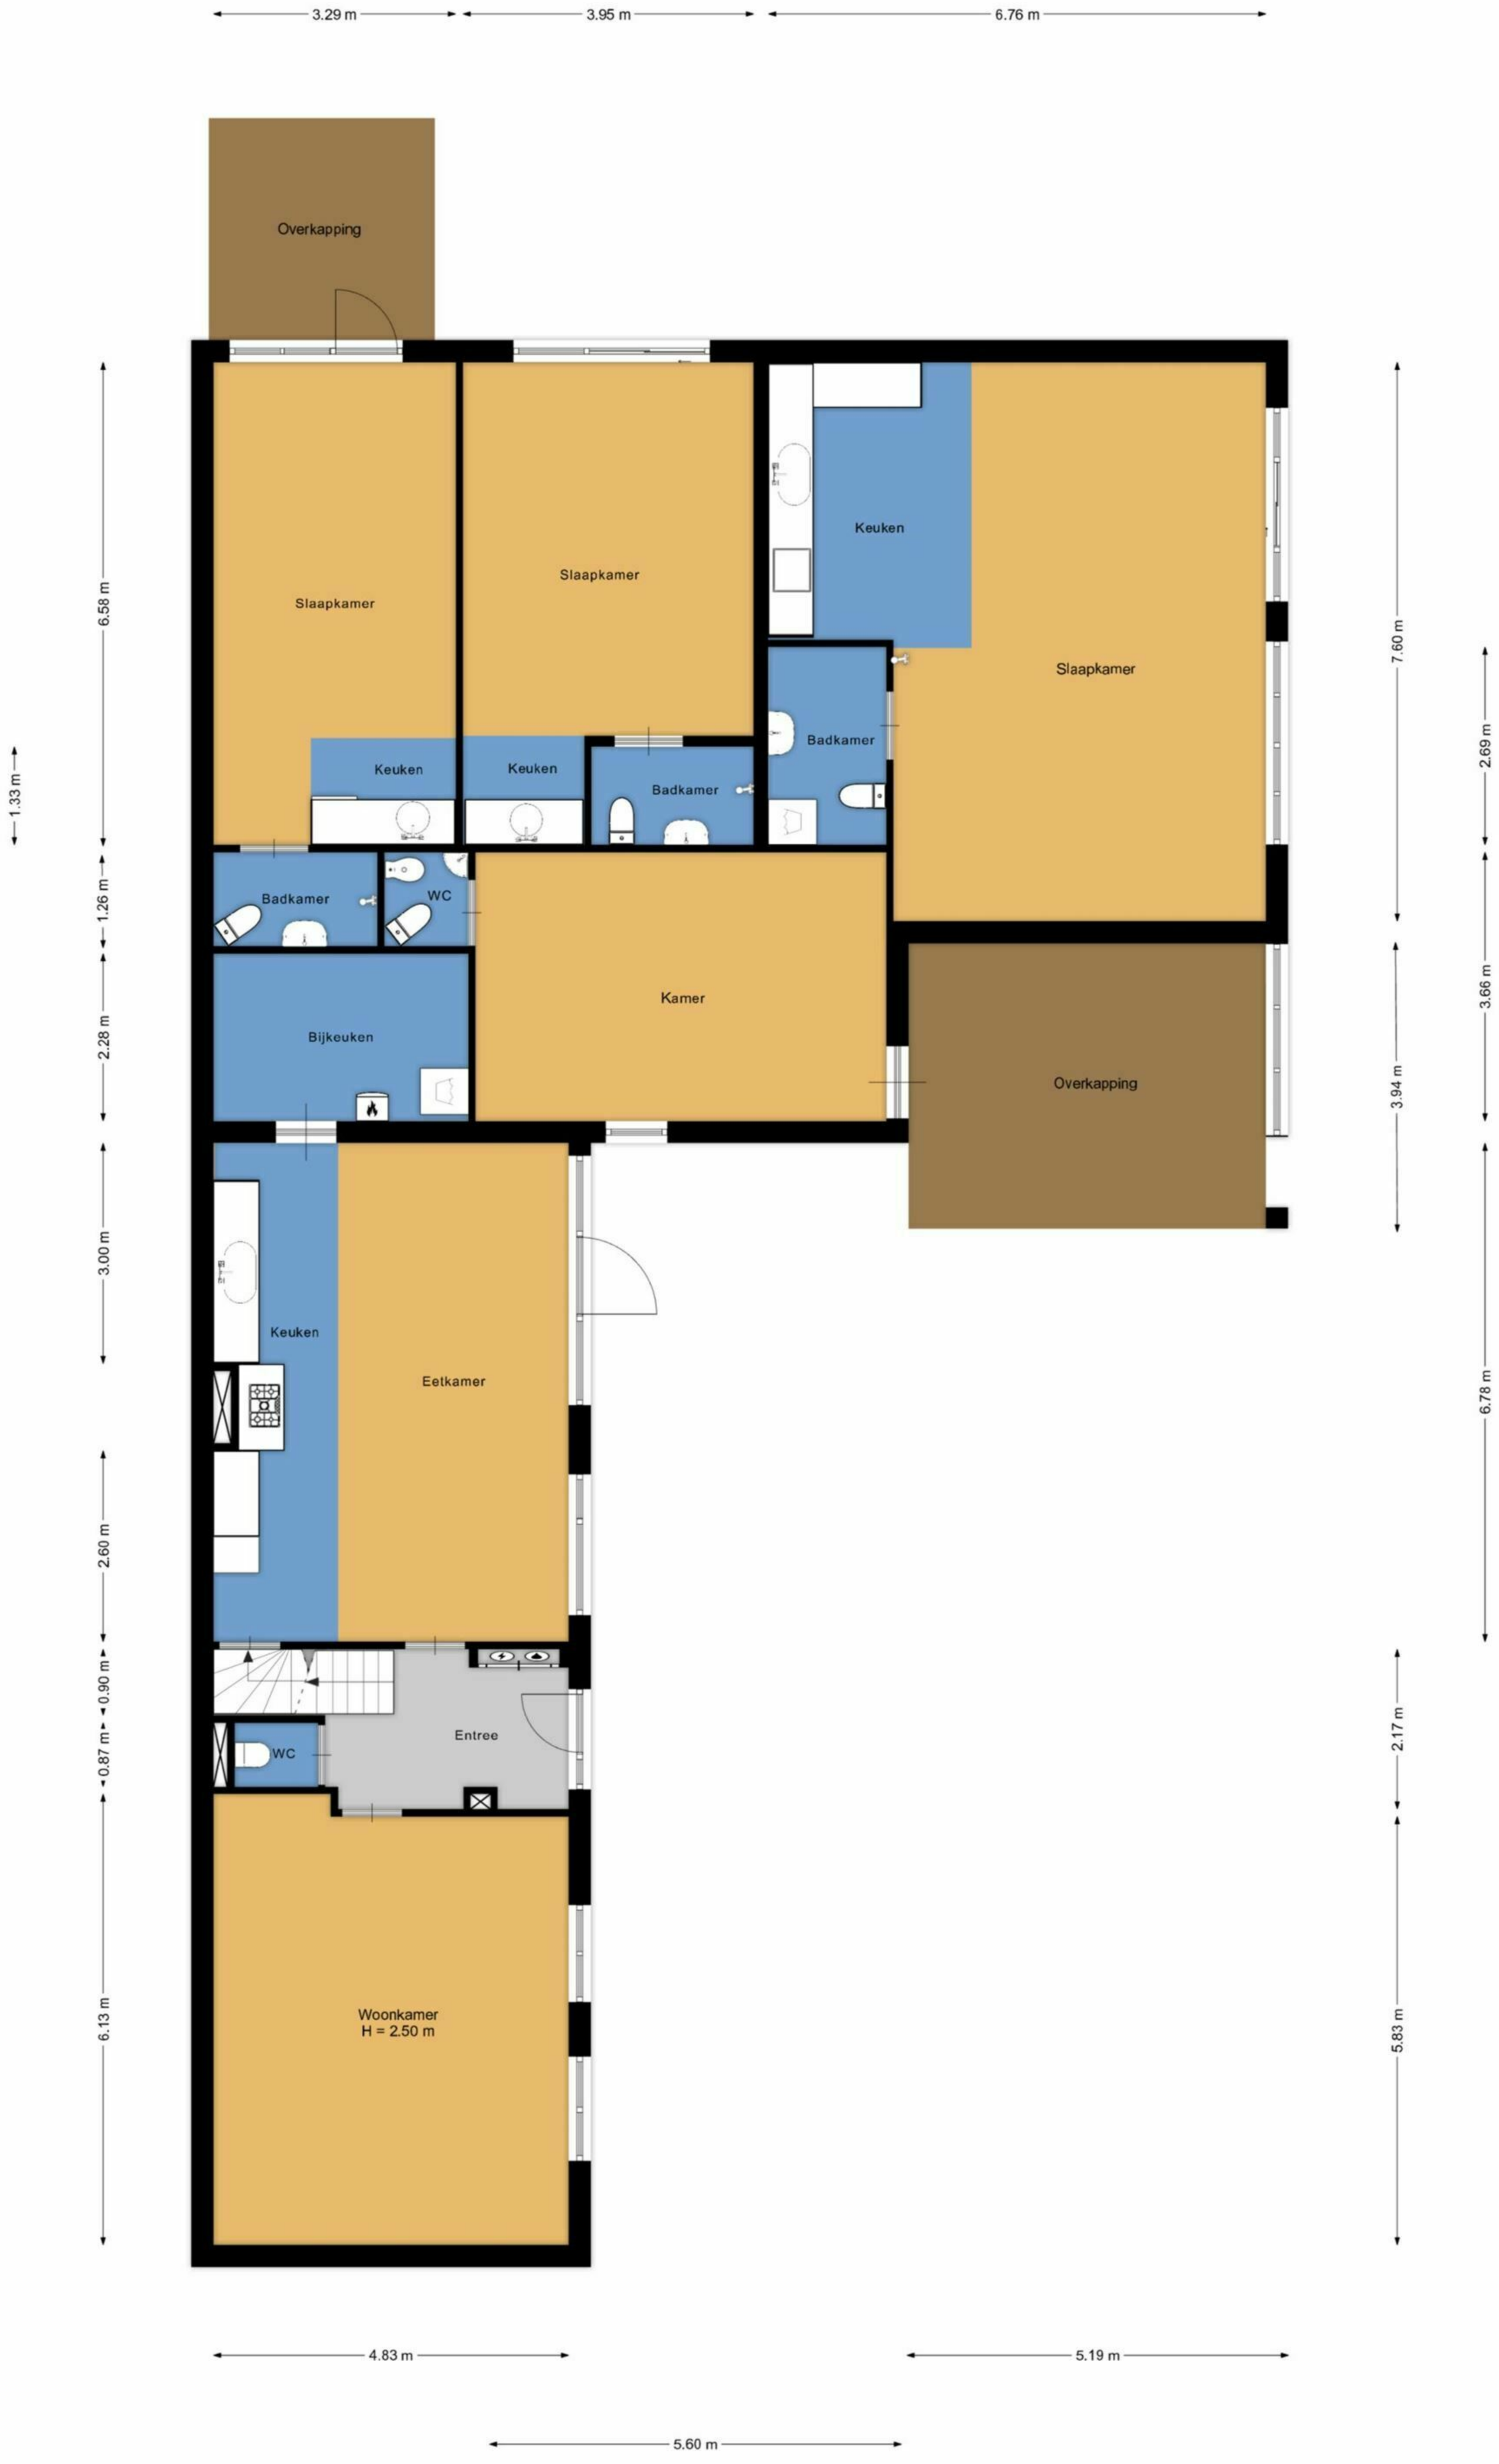 3.29 m
3.95 m
6.76 m
Overkapping
Keuken
Slaapkamer
Slaapkamer
6.58 m
7.60 m
Slaapkamer
Badkamer
2.69 m
Keuken
Keuken
Badkamer
1.33 m
Badkamer
WC
1.26 m
Kamer
3.66 m
Bijkeuken
2.28 m
Overkapping
3.94 m
3.00 m
Keuken
Eetkamer
6.78 m
2.60 m
0.90 m
Entree
2.17 m
0.87 m
WC
Woonkamer
H = 2.50 m
6.13 m
5.83 m
4.83 m
5.19 m
5.60 m